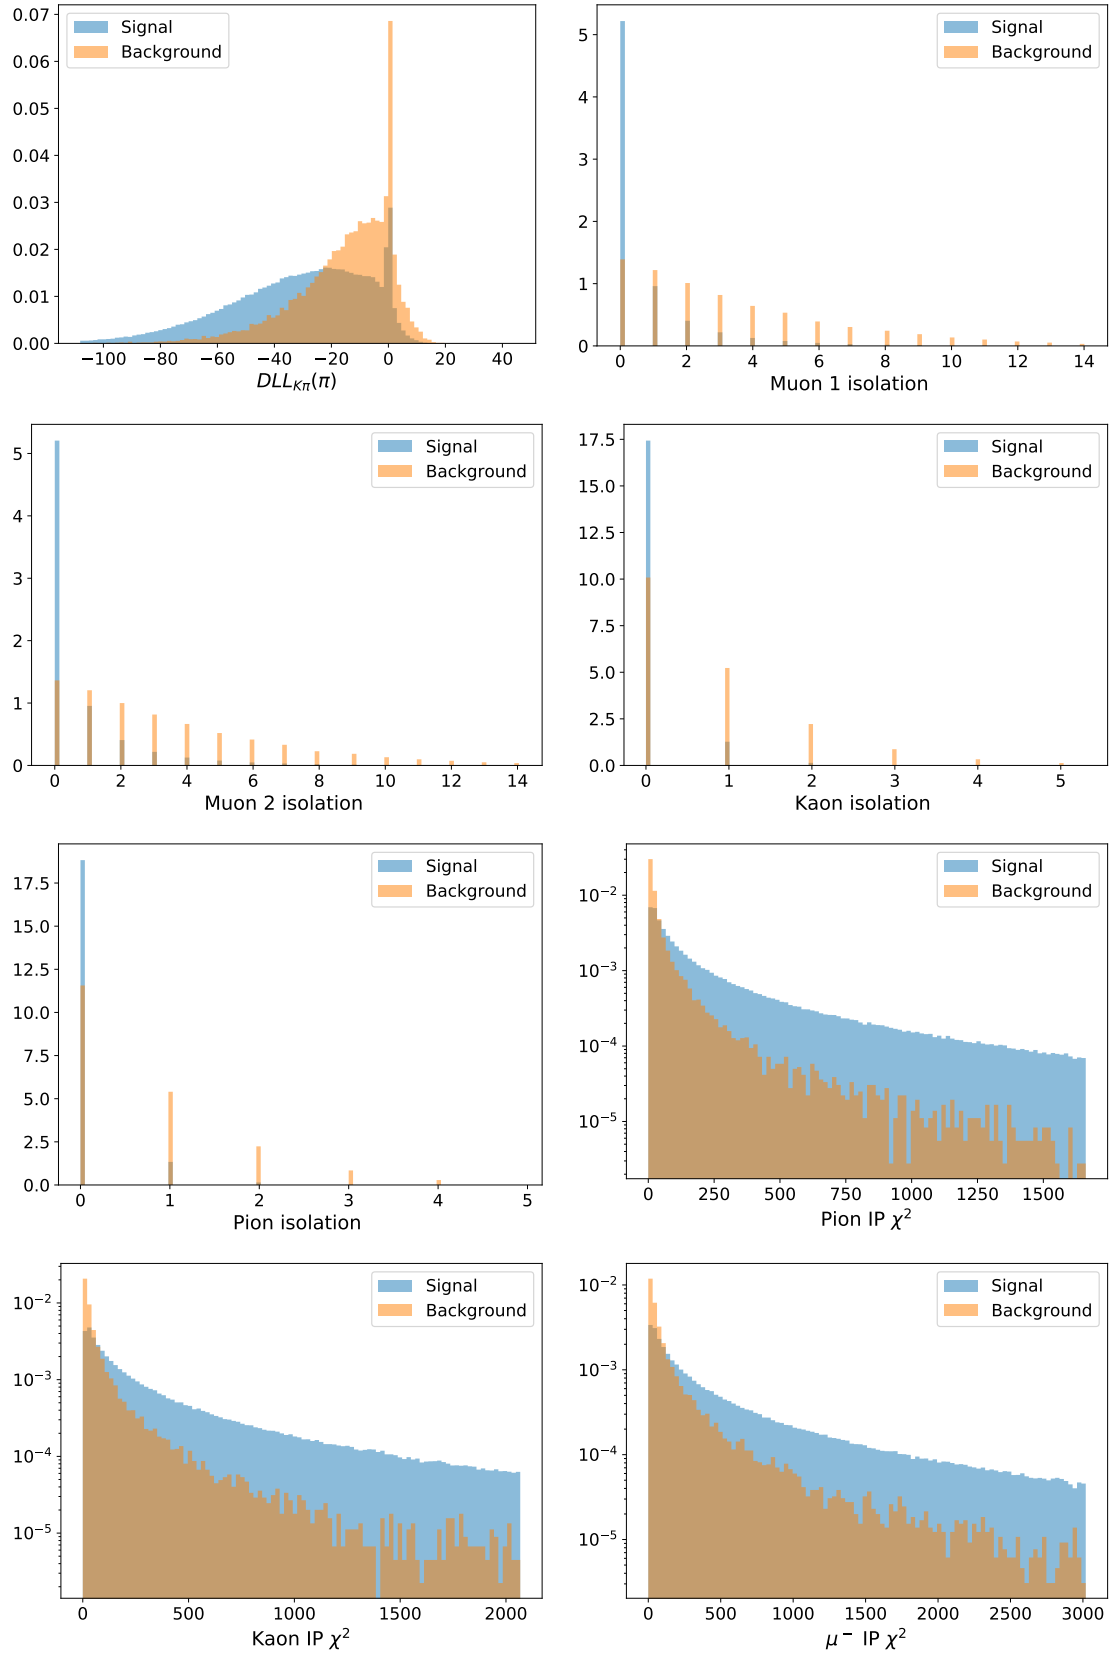 0.07
0.06
0.05
0.04
0.03
0.02
0.01
0.00
Signal
Background
−100 −80 −60 −40 −20 0 20 40
DLL_{Kπ}(π)
5
4
3
2
1
0
Signal
Background
0 2 4 6 8 10 12 14
Muon 1 isolation
5
4
3
2
1
0
Signal
Background
0 2 4 6 8 10 12 14
Muon 2 isolation
17.5
15.0
12.5
10.0
7.5
5.0
2.5
0.0
Signal
Background
0 1 2 3 4 5
Kaon isolation
17.5
15.0
12.5
10.0
7.5
5.0
2.5
0.0
Signal
Background
0 1 2 3 4 5
Pion isolation
10⁻²
10⁻³
10⁻⁴
10⁻⁵
Signal
Background
0 250 500 750 1000 1250 1500
Pion IP χ²
10⁻²
10⁻³
10⁻⁴
10⁻⁵
Signal
Background
0 500 1000 1500 2000
Kaon IP χ²
10⁻²
10⁻³
10⁻⁴
10⁻⁵
Signal
Background
0 500 1000 1500 2000 2500 3000
μ⁻ IP χ²